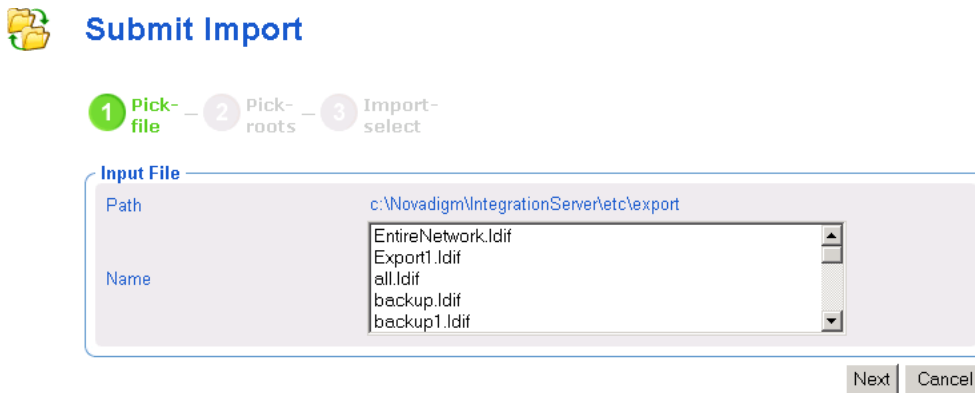 Submit Import
1 Pick- – 2 Pick- – 3 Import-
file roots select
Input File
Path c:\Novadigm\IntegrationServer\etc\export
Name
EntireNetwork.ldif
Export1.ldif
all.ldif
backup.ldif
backup1.ldif
Next Cancel